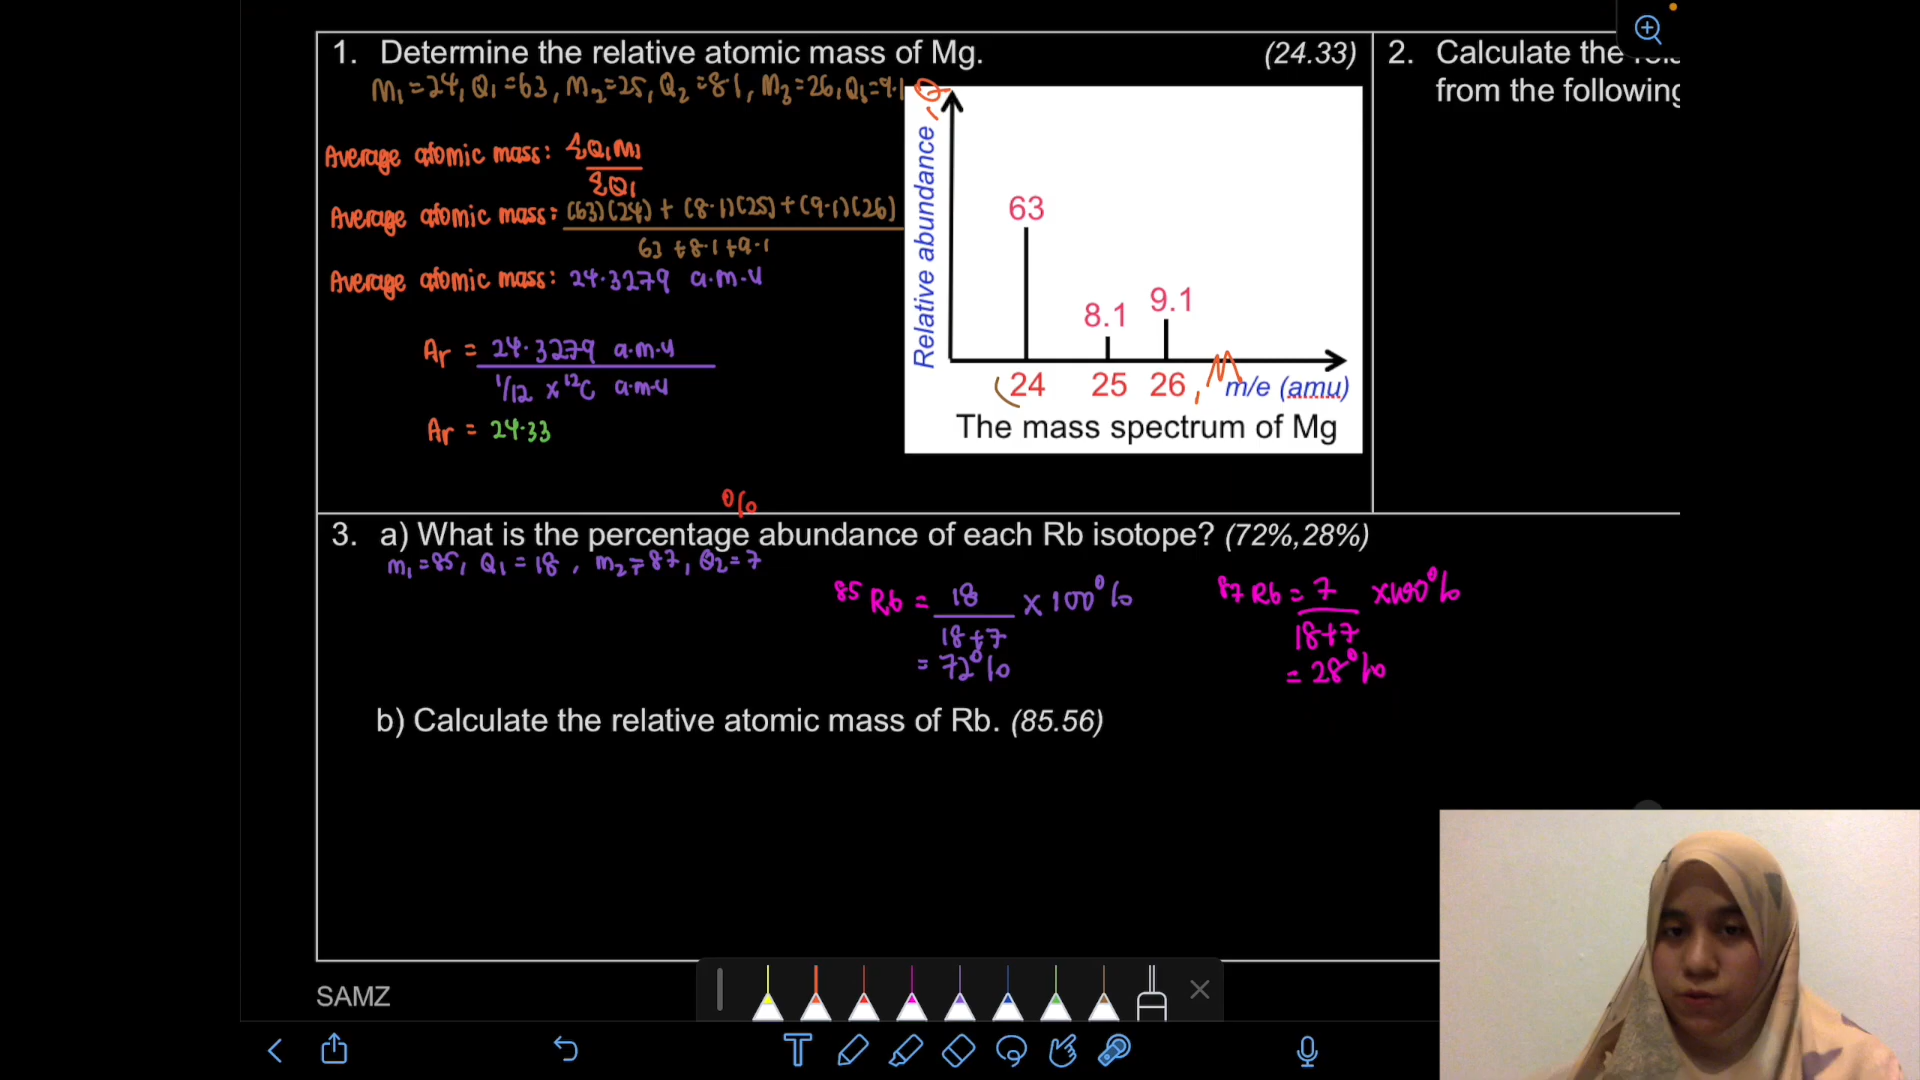 1. Determine the relative atomic mass of Mg. (24.33)
m₁=24, Q₁=63, m₂=25, Q₂=81, m₃=26, Q₃=9.1
Average atomic mass: ΣQᵢMᵢ
ΣQᵢ
Average atomic mass: (63)(24) + (8.1)(25) + (9.1)(26)
63 + 8.1 + 9.1
Average atomic mass: 24.3279 a.m.u
Ar = 24.3279 a.m.u
1/12 x ¹²C a.m.u
Ar = 24.33
Relative abundance, Q
63
8.1
9.1
24 25 26, M m/e (amu)
The mass spectrum of Mg
2. Calculate the
from the following
%
3. a) What is the percentage abundance of each Rb isotope? (72%,28%)
m₁=85, Q₁=18, m₂=87, Q₂=7
⁸⁵Rb = 18 x 100%
18+7
= 72%
⁸⁷Rb = 7 x100%
18+7
= 28%
b) Calculate the relative atomic mass of Rb. (85.56)
SAMZ
T